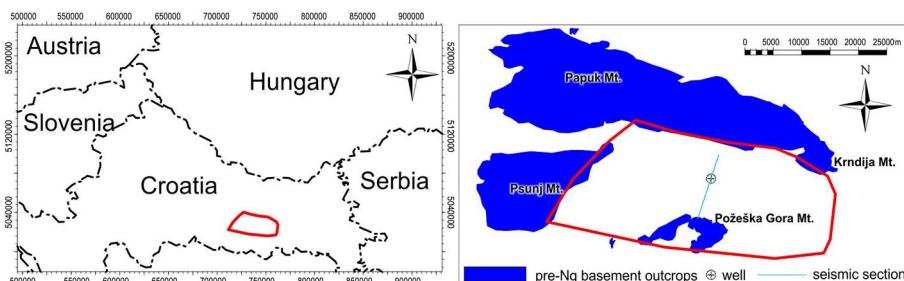 500000 600000 650000 700000 750000 800000 850000 900000
N
Austria
Hungary
Slovenia
Croatia
Serbia
5200000
5120000
5040000
5200000
5120000
5040000
500000 600000 650000 700000 750000 800000 850000 900000
0 5000 10000 15000 20000 25000m
N
Papuk Mt.
Krndija Mt.
Psunj Mt.
Požeška Gora Mt.
pre-Ng basement outcrops well seismic section